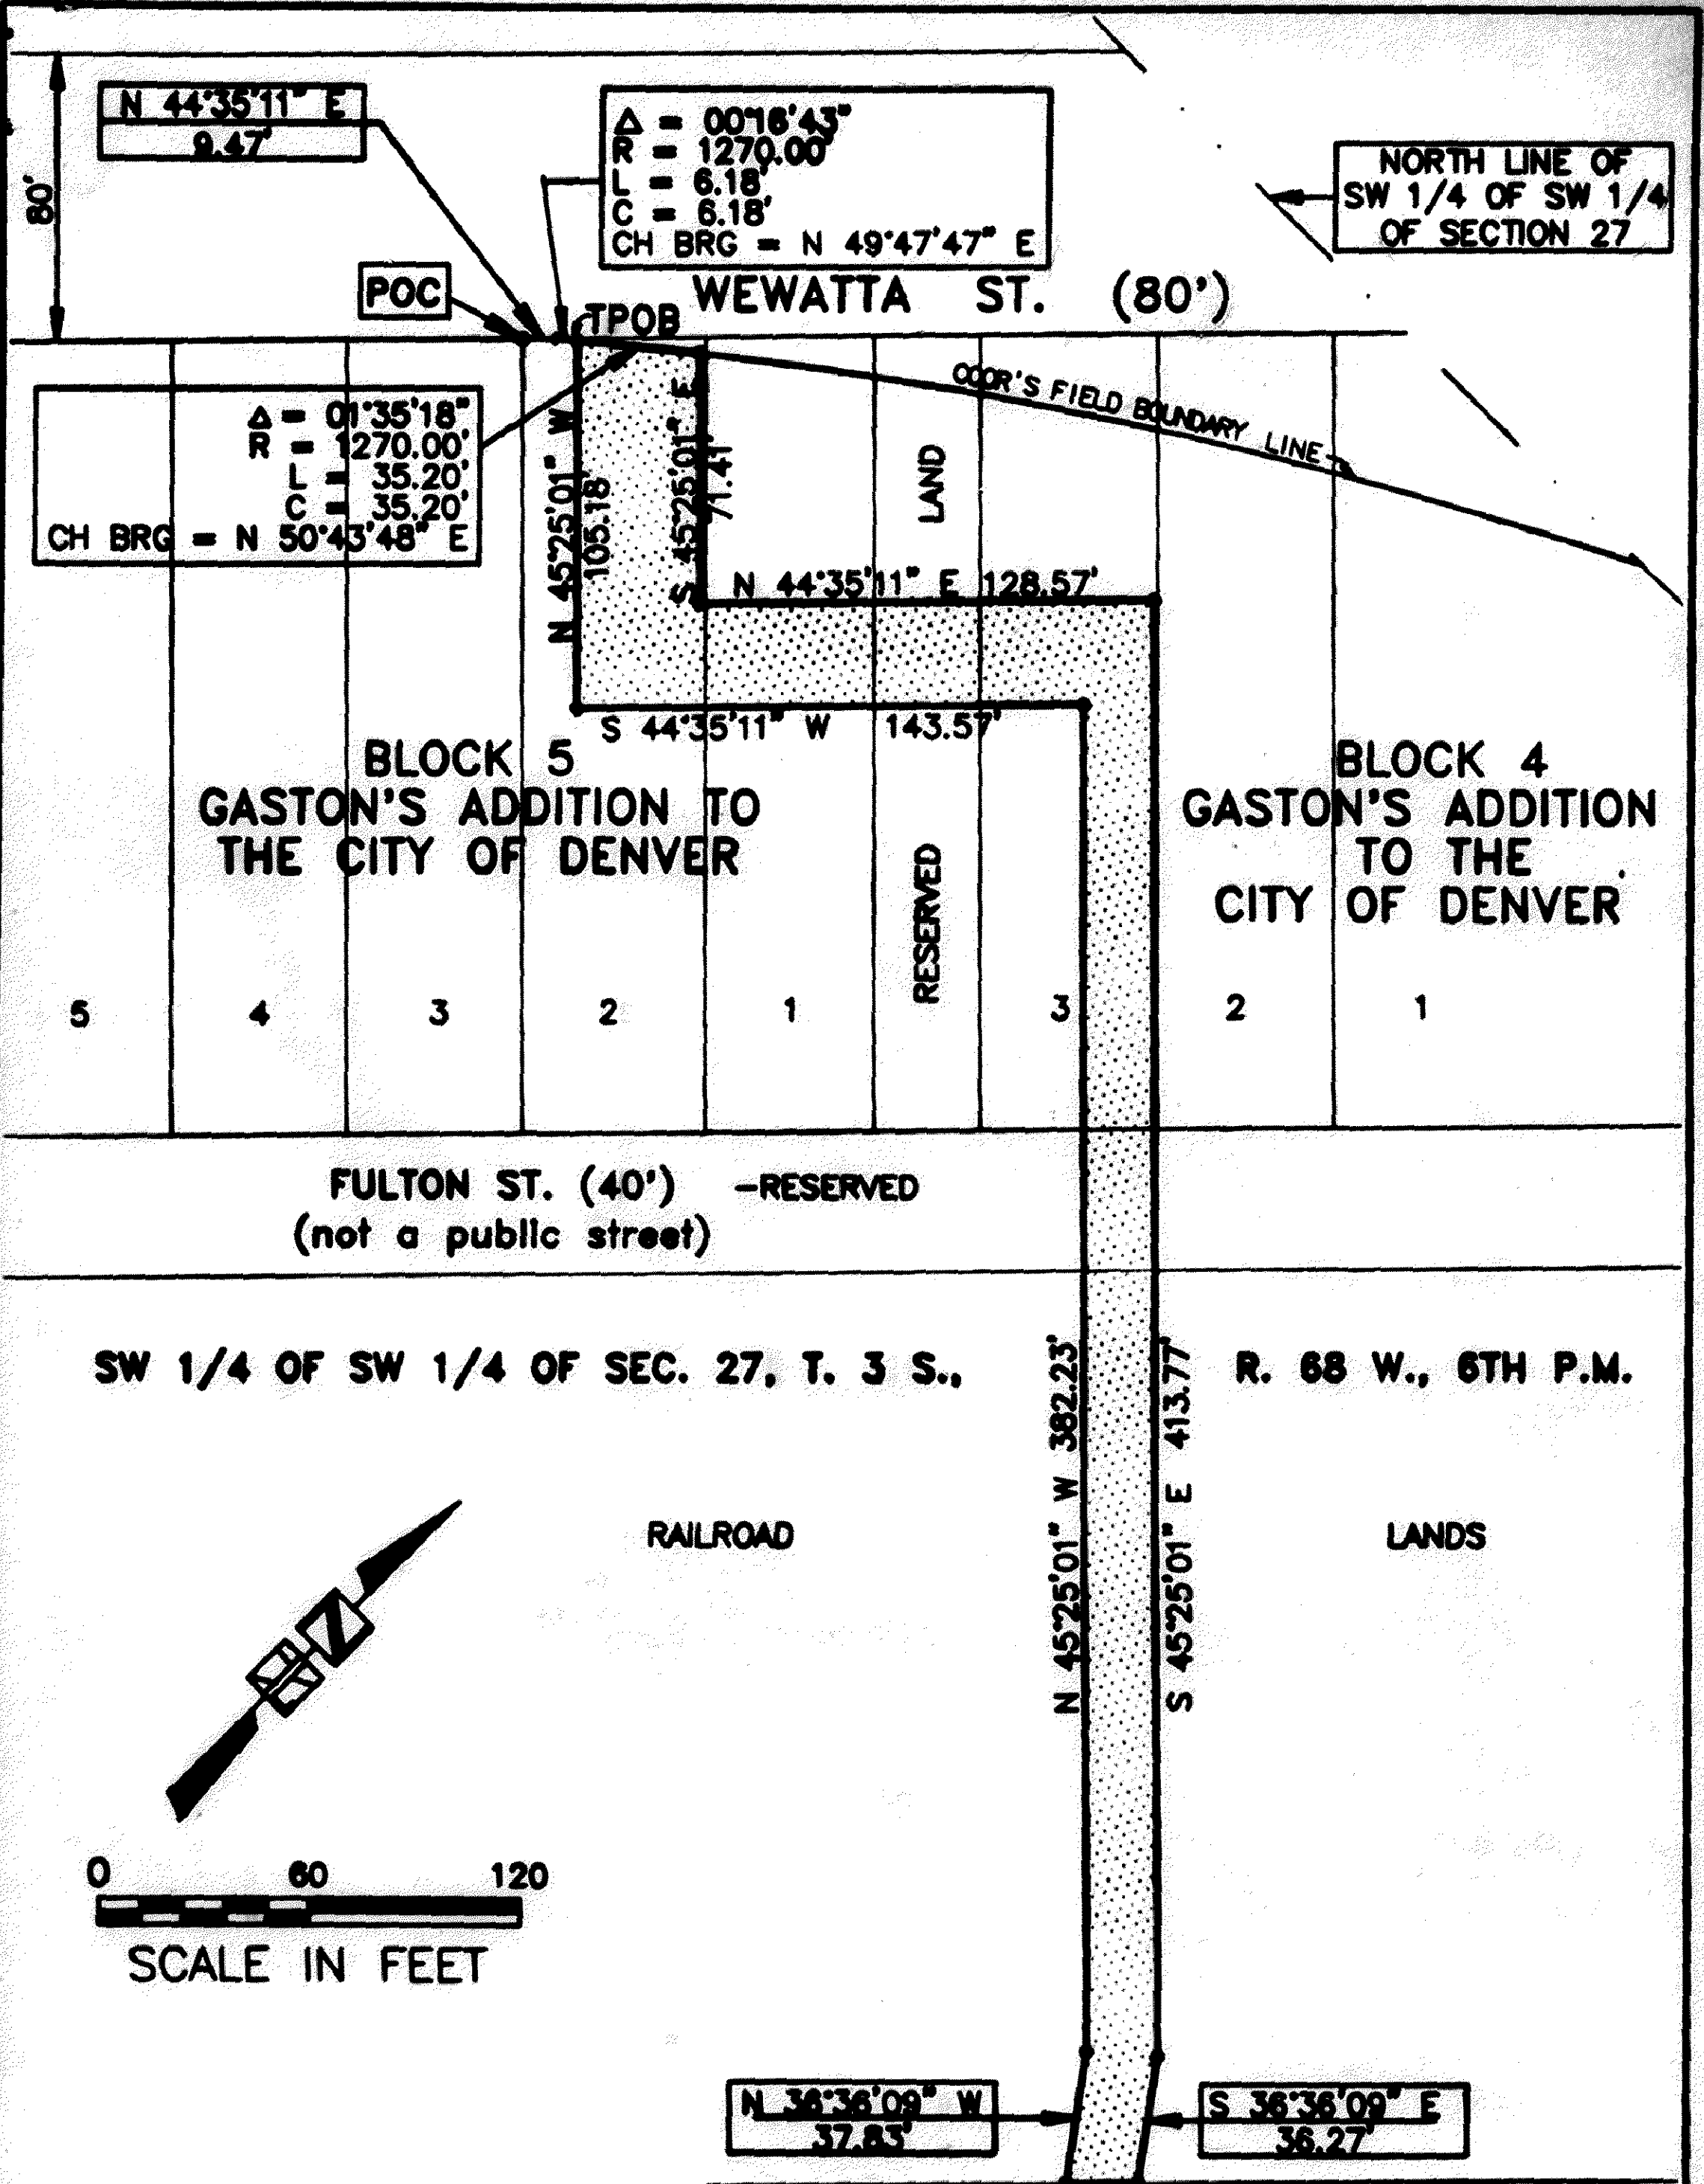 N 44°35'11" E
9.47'
Δ = 00°16'43"
R = 1270.00'
L = 6.18'
C = 6.18'
CH BRG = N 49°47'47" E
NORTH LINE OF
SW 1/4 OF SW 1/4
OF SECTION 27
80'
POC
WEWATTA ST. (80')
TPOB
Δ = 01°35'18"
R = 1270.00'
L = 35.20'
C = 35.20'
CH BRG = N 50°43'48" E
N 45°25'01" W
105.18'
S 45°25'01" E
71.41'
LAND
COOR'S FIELD BOUNDARY LINE
N 44°35'11" E 128.57'
S 44°35'11" W 143.57'
BLOCK 5
GASTON'S ADDITION TO
THE CITY OF DENVER
BLOCK 4
GASTON'S ADDITION
TO THE
CITY OF DENVER
RESERVED
5 4 3 2 1 3 2 1
FULTON ST. (40') -RESERVED
(not a public street)
SW 1/4 OF SW 1/4 OF SEC. 27, T. 3 S., R. 68 W., 6TH P.M.
N 45°25'01" W 382.23'
S 45°25'01" E 413.77'
RAILROAD LANDS
N
0 60 120
SCALE IN FEET
N 36°36'09" W
37.83'
S 36°36'09" E
36.27'